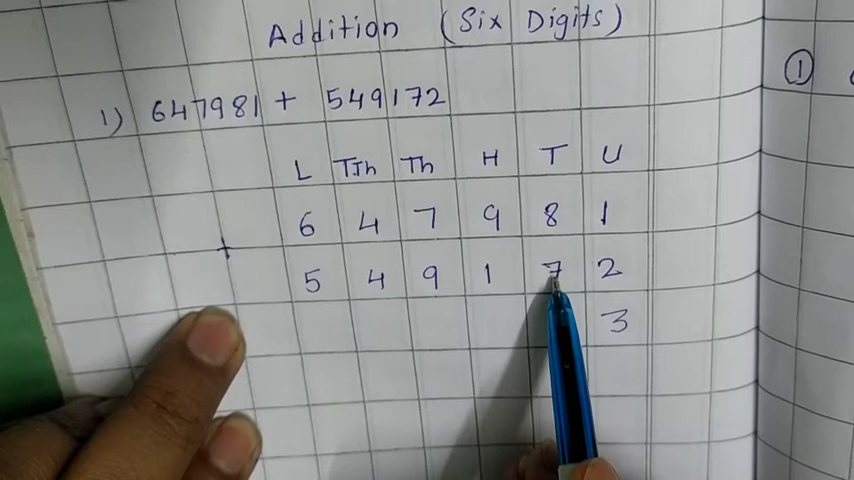 Addition (Six Digits)
1) 647981 + 549172
L TTh Th H T U
6 4 7 9 8 1
+
5 4 9 1 7 2
3
①